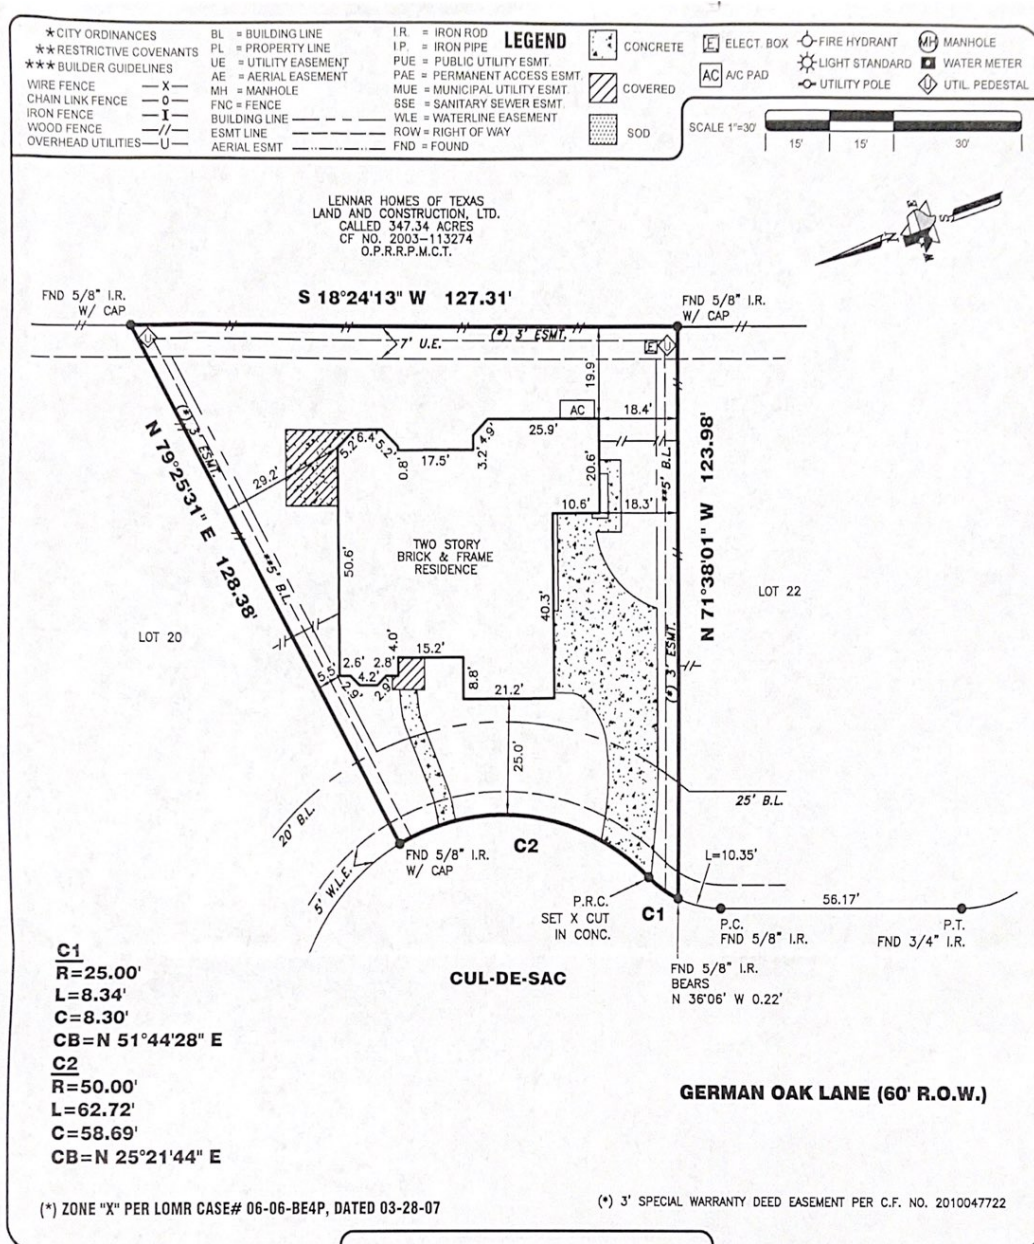 *CITY ORDINANCES
**RESTRICTIVE COVENANTS
***BUILDER GUIDELINES
WIRE FENCE —X—
CHAIN LINK FENCE —0—
IRON FENCE —I—
WOOD FENCE —//—
OVERHEAD UTILITIES—U—
BL = BUILDING LINE
PL = PROPERTY LINE
UE = UTILITY EASEMENT
AE = AERIAL EASEMENT
MH = MANHOLE
FNC = FENCE
BUILDING LINE
ESMT LINE
AERIAL ESMT
I.R. = IRON ROD
I.P. = IRON PIPE
PUE = PUBLIC UTILITY ESMT.
PAE = PERMANENT ACCESS ESMT.
MUE = MUNICIPAL UTILITY ESMT.
SSE = SANITARY SEWER ESMT.
WLE = WATERLINE EASEMENT
ROW = RIGHT OF WAY
FND = FOUND
LEGEND
CONCRETE
COVERED
SOD
E ELECT. BOX
AC A/C PAD
FIRE HYDRANT
LIGHT STANDARD
UTILITY POLE
MH MANHOLE
WATER METER
U UTIL. PEDESTAL
SCALE 1"=30'
15' 15' 30'
LENNAR HOMES OF TEXAS
LAND AND CONSTRUCTION, LTD.
CALLED 347.34 ACRES
CF NO. 2003-113274
O.P.R.R.P.M.C.T.
N E S W
FND 5/8" I.R.
W/ CAP
S 18°24'13" W 127.31'
FND 5/8" I.R.
W/ CAP
U
7' U.E.
(*) 3' ESMT.
E U
19.9'
AC
18.4'
25.9'
(*) 3' ESMT.
N 79°25'31" E 128.38'
29.2'
5.2'
6.4'
5.2'
0.8'
17.5'
3.2'
4.9'
20.6'
10.6'
18.3'
**5' B.L.
N 71°38'01" W 123.98'
TWO STORY
BRICK & FRAME
RESIDENCE
50.6'
**5' B.L.
40.3'
LOT 20
LOT 22
5.5'
2.6'
2.8'
4.0'
15.2'
2.9'
4.2'
2.9'
8.8'
21.2'
(*) 3' ESMT.
25.0'
25' B.L.
20' B.L.
5' W.L.E.
FND 5/8" I.R.
W/ CAP
C2
L=10.35'
56.17'
P.R.C.
SET X CUT
IN CONC.
C1
P.C.
FND 5/8" I.R.
P.T.
FND 3/4" I.R.
FND 5/8" I.R.
BEARS
N 36°06' W 0.22'
CUL-DE-SAC
C1
R=25.00'
L=8.34'
C=8.30'
CB=N 51°44'28" E
C2
R=50.00'
L=62.72'
C=58.69'
CB=N 25°21'44" E
GERMAN OAK LANE (60' R.O.W.)
(*) ZONE "X" PER LOMR CASE# 06-06-BE4P, DATED 03-28-07
(*) 3' SPECIAL WARRANTY DEED EASEMENT PER C.F. NO. 2010047722